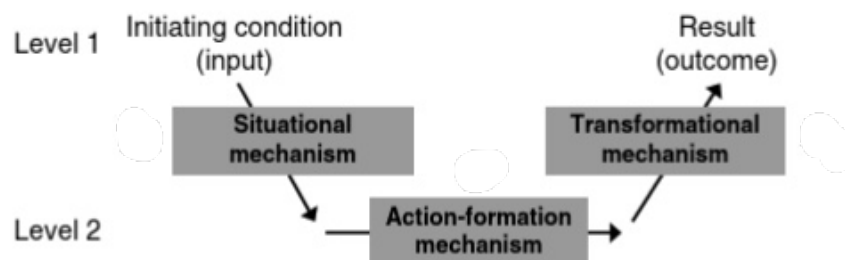 Level 1
Initiating condition
(input)
Result
(outcome)
Situational
mechanism
Transformational
mechanism
Level 2
Action-formation
mechanism